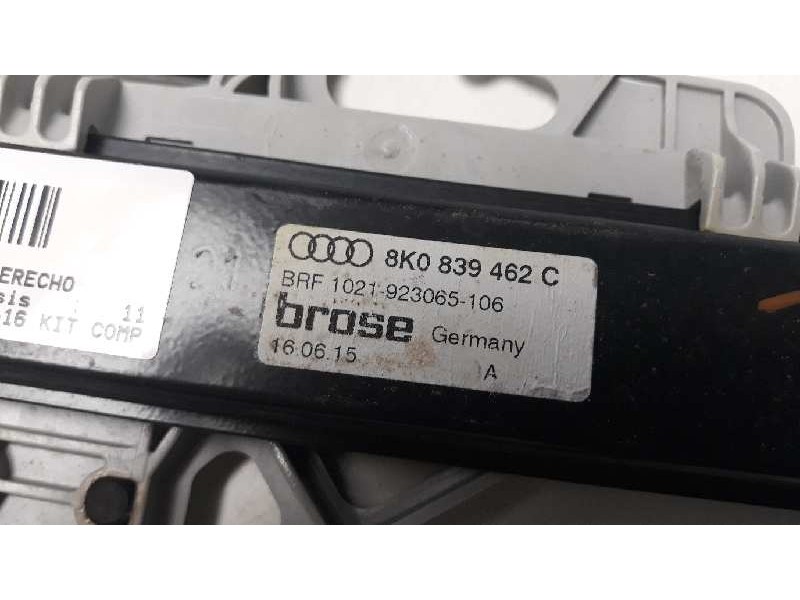 ERECHO
sis 11
-16 KIT COMP
8K0 839 462 C
BRF 1021-923065-106
brose Germany
16.06.15 A